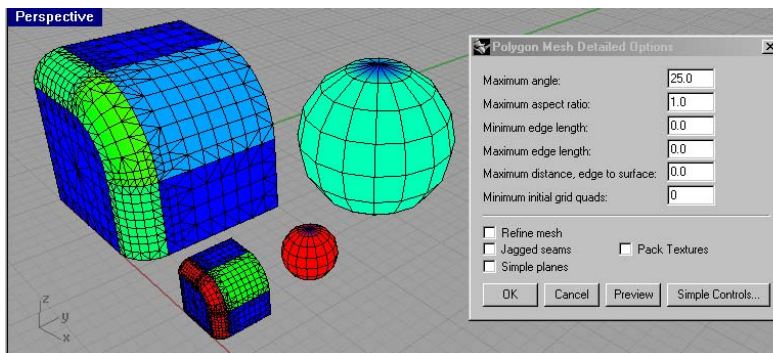 Perspective
Polygon Mesh Detailed Options
Maximum angle: 25.0
Maximum aspect ratio: 1.0
Minimum edge length: 0.0
Maximum edge length: 0.0
Maximum distance, edge to surface: 0.0
Minimum initial grid quads: 0
Refine mesh
Jagged seams Pack Textures
Simple planes
OK Cancel Preview Simple Controls...
z
y
x